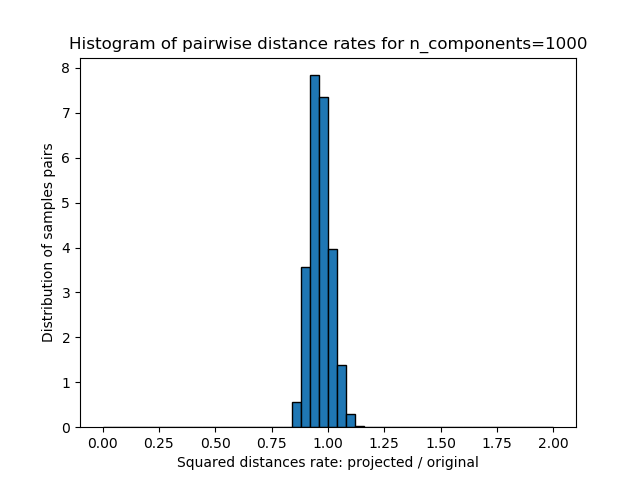 Histogram of pairwise distance rates for n_components=1000
Distribution of samples pairs
8
7
6
5
4
3
2
1
0
0.00 0.25 0.50 0.75 1.00 1.25 1.50 1.75 2.00
Squared distances rate: projected / original